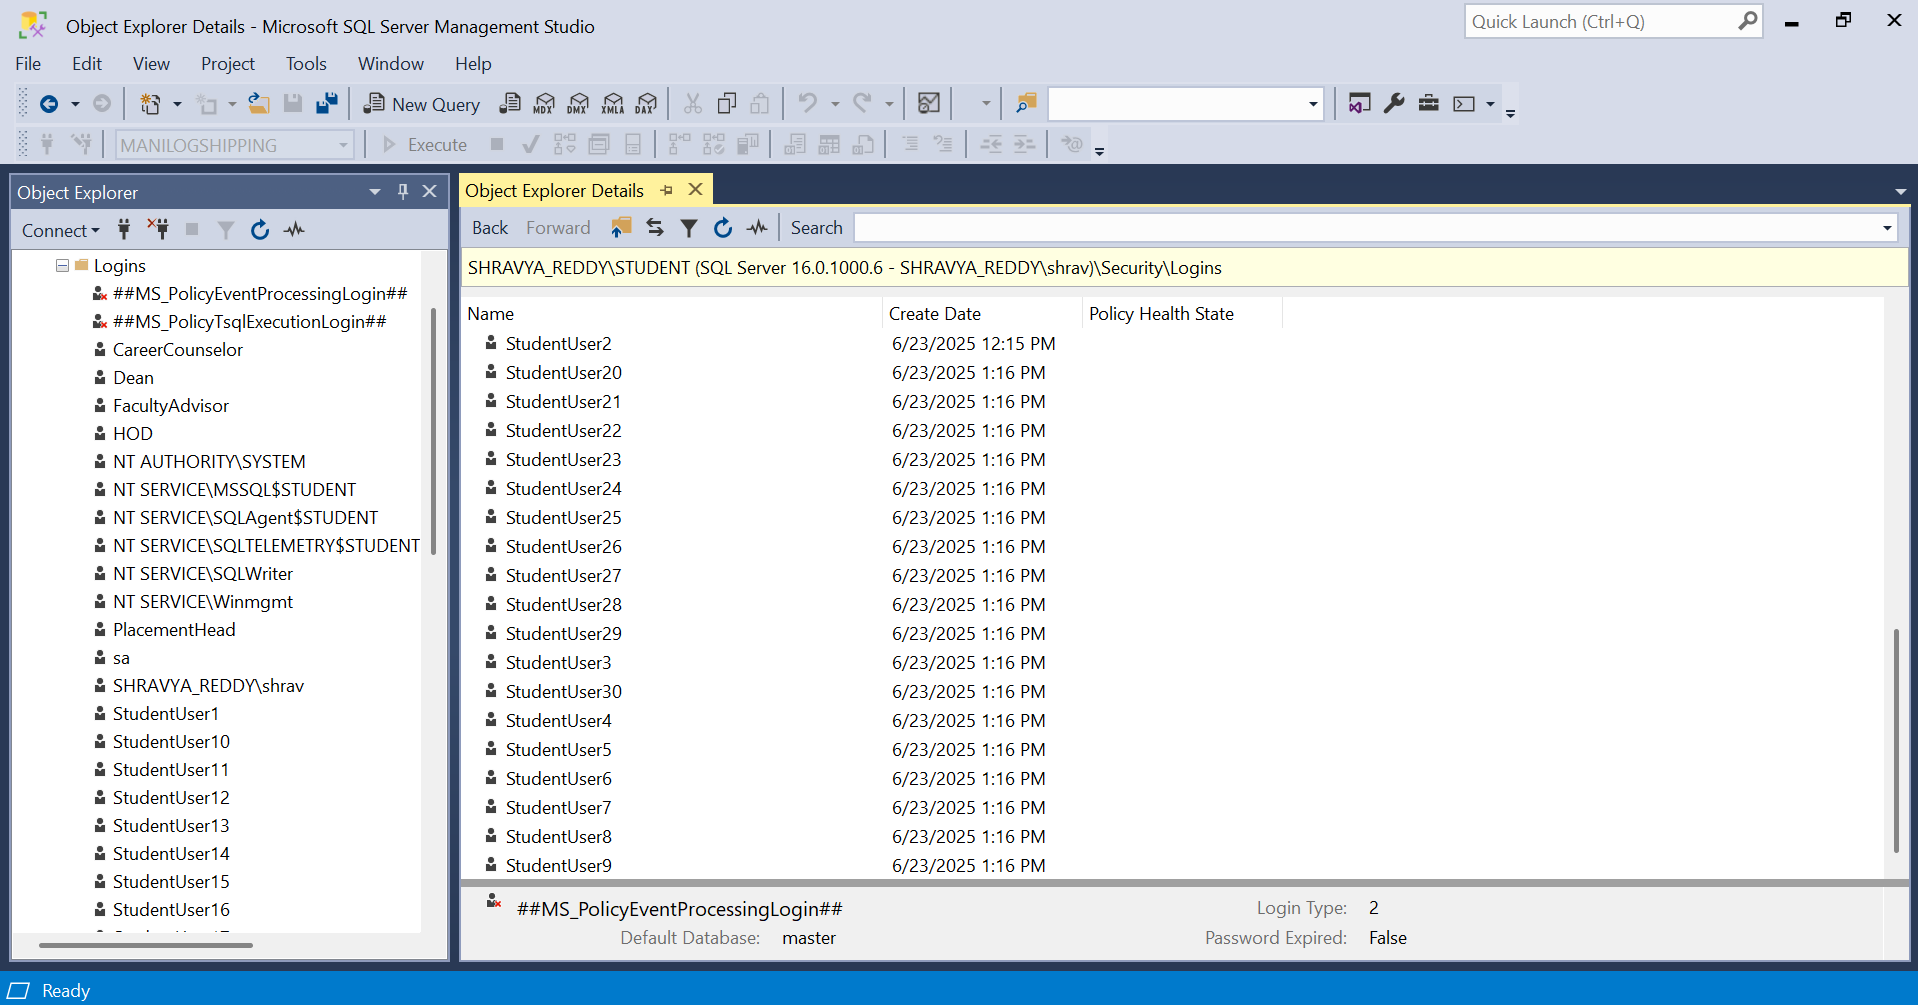 Object Explorer Details - Microsoft SQL Server Management Studio
Quick Launch (Ctrl+Q)
File Edit View Project Tools Window Help
New Query MDX DMX XMLA DAX
MANILOGSHIPPING Execute
Object Explorer
Connect
Logins
##MS_PolicyEventProcessingLogin##
##MS_PolicyTsqlExecutionLogin##
CareerCounselor
Dean
FacultyAdvisor
HOD
NT AUTHORITY\SYSTEM
NT SERVICE\MSSQL$STUDENT
NT SERVICE\SQLAgent$STUDENT
NT SERVICE\SQLTELEMETRY$STUDENT
NT SERVICE\SQLWriter
NT SERVICE\Winmgmt
PlacementHead
sa
SHRAVYA_REDDY\shrav
StudentUser1
StudentUser10
StudentUser11
StudentUser12
StudentUser13
StudentUser14
StudentUser15
StudentUser16
Object Explorer Details
Back Forward Search
SHRAVYA_REDDY\STUDENT (SQL Server 16.0.1000.6 - SHRAVYA_REDDY\shrav)\Security\Logins
Name Create Date Policy Health State
StudentUser2 6/23/2025 12:15 PM
StudentUser20 6/23/2025 1:16 PM
StudentUser21 6/23/2025 1:16 PM
StudentUser22 6/23/2025 1:16 PM
StudentUser23 6/23/2025 1:16 PM
StudentUser24 6/23/2025 1:16 PM
StudentUser25 6/23/2025 1:16 PM
StudentUser26 6/23/2025 1:16 PM
StudentUser27 6/23/2025 1:16 PM
StudentUser28 6/23/2025 1:16 PM
StudentUser29 6/23/2025 1:16 PM
StudentUser3 6/23/2025 1:16 PM
StudentUser30 6/23/2025 1:16 PM
StudentUser4 6/23/2025 1:16 PM
StudentUser5 6/23/2025 1:16 PM
StudentUser6 6/23/2025 1:16 PM
StudentUser7 6/23/2025 1:16 PM
StudentUser8 6/23/2025 1:16 PM
StudentUser9 6/23/2025 1:16 PM
##MS_PolicyEventProcessingLogin## Login Type: 2
Default Database: master Password Expired: False
Ready